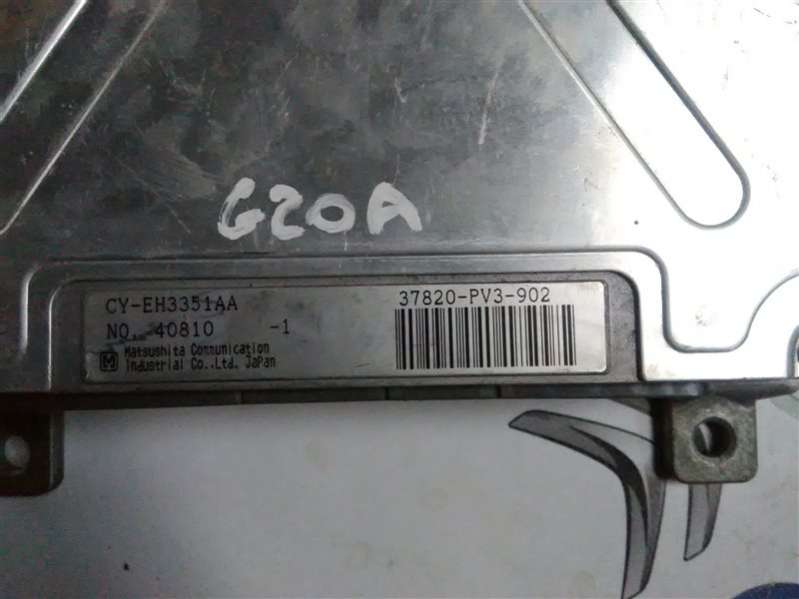 G20A
CY-EH3351AA
37820-PV3-902
NO. 40810 -1
M Matsushita Communication
Industrial Co.,Ltd. Japan